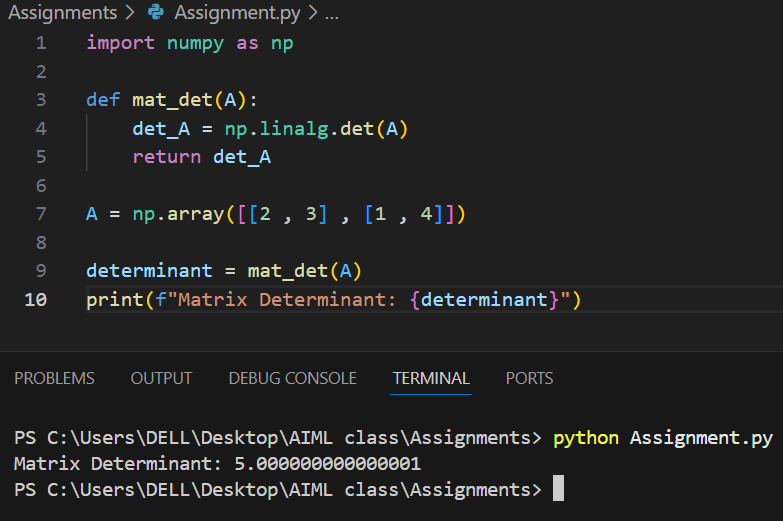 Assignments > Assignment.py > ...
1 import numpy as np
2
3 def mat_det(A):
4     det_A = np.linalg.det(A)
5     return det_A
6
7 A = np.array([[2 , 3] , [1 , 4]])
8
9 determinant = mat_det(A)
10 print(f"Matrix Determinant: {determinant}")
PROBLEMS OUTPUT DEBUG CONSOLE TERMINAL PORTS
PS C:\Users\DELL\Desktop\AIML class\Assignments> python Assignment.py
Matrix Determinant: 5.000000000000001
PS C:\Users\DELL\Desktop\AIML class\Assignments>